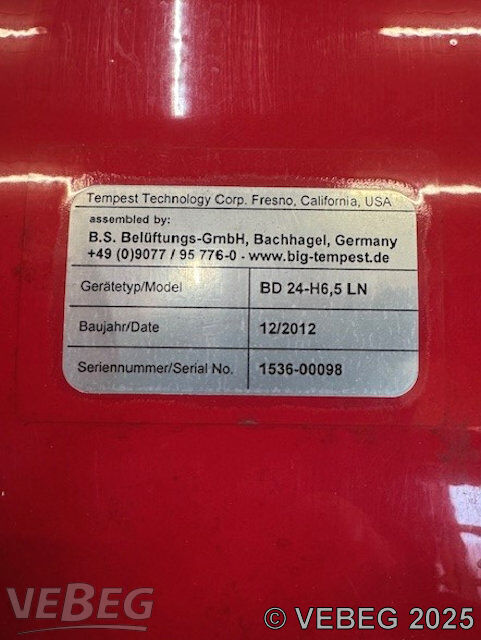 Tempest Technology Corp. Fresno, California, USA
assembled by:
B.S. Belüftungs-GmbH, Bachhagel, Germany
+49 (0)9077 / 95 776-0 - www.big-tempest.de
Gerätetyp/Model BD 24-H6,5 LN
Baujahr/Date 12/2012
Seriennummer/Serial No. 1536-00098
VEBEG
© VEBEG 2025